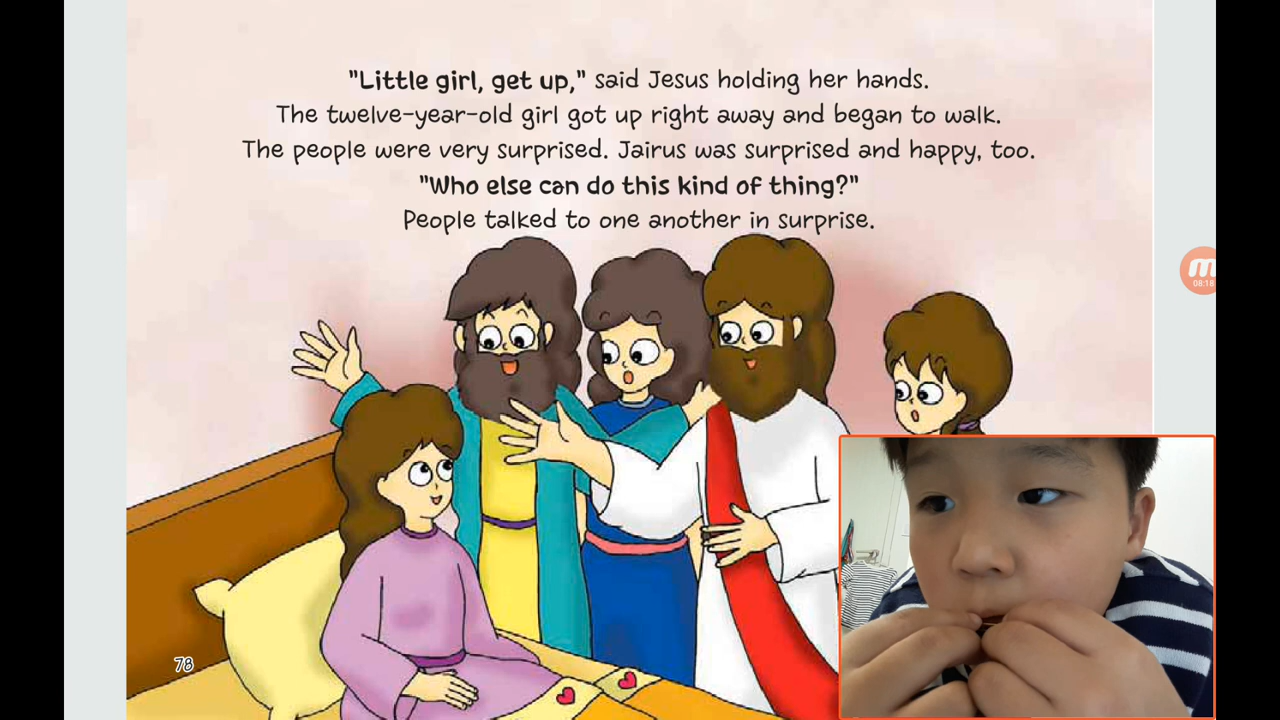 "Little girl, get up," said Jesus holding her hands.
The twelve-year-old girl got up right away and began to walk.
The people were very surprised. Jairus was surprised and happy, too.
"Who else can do this kind of thing?"
People talked to one another in surprise.
08:18
78